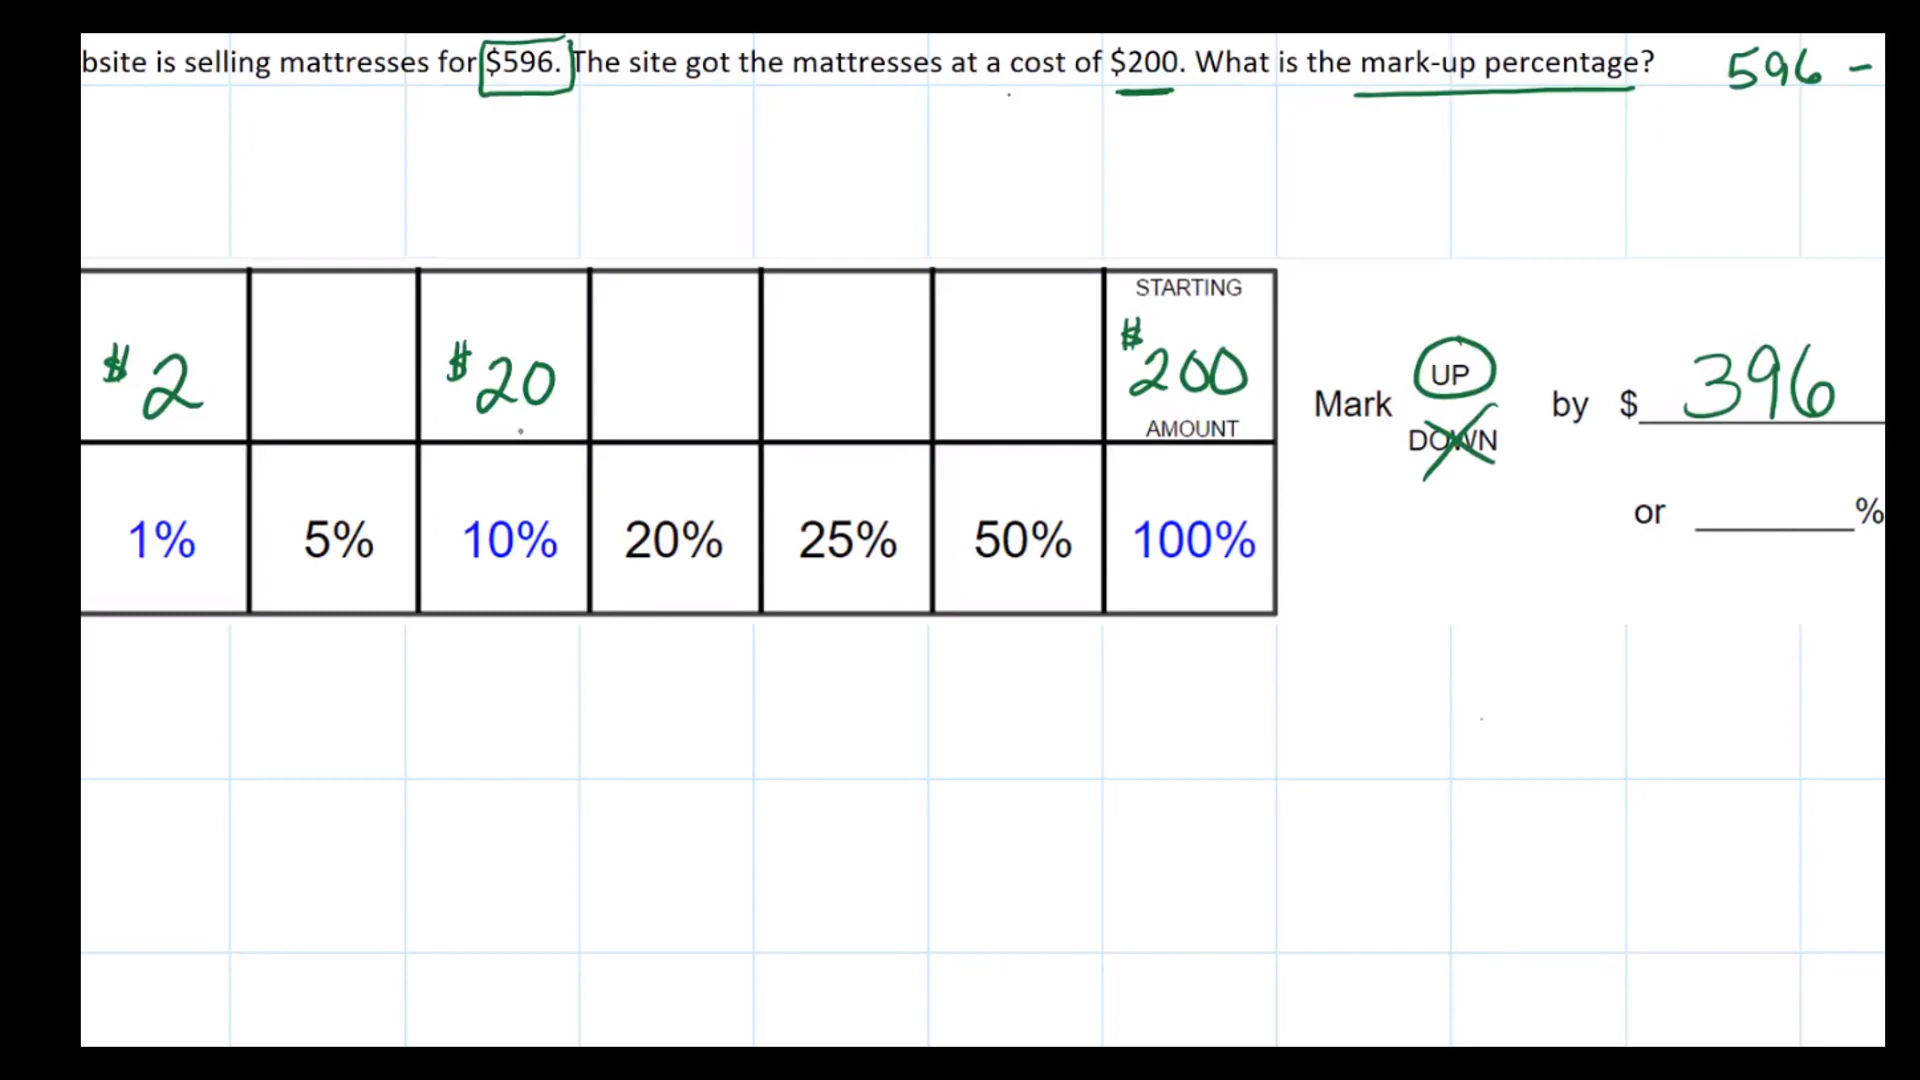 bsite is selling mattresses for $596. The site got the mattresses at a cost of $200. What is the mark-up percentage? 596 -
STARTING
$2 $20 $200
AMOUNT
Mark UP by $ 396
DOWN
or ______%
1% 5% 10% 20% 25% 50% 100%